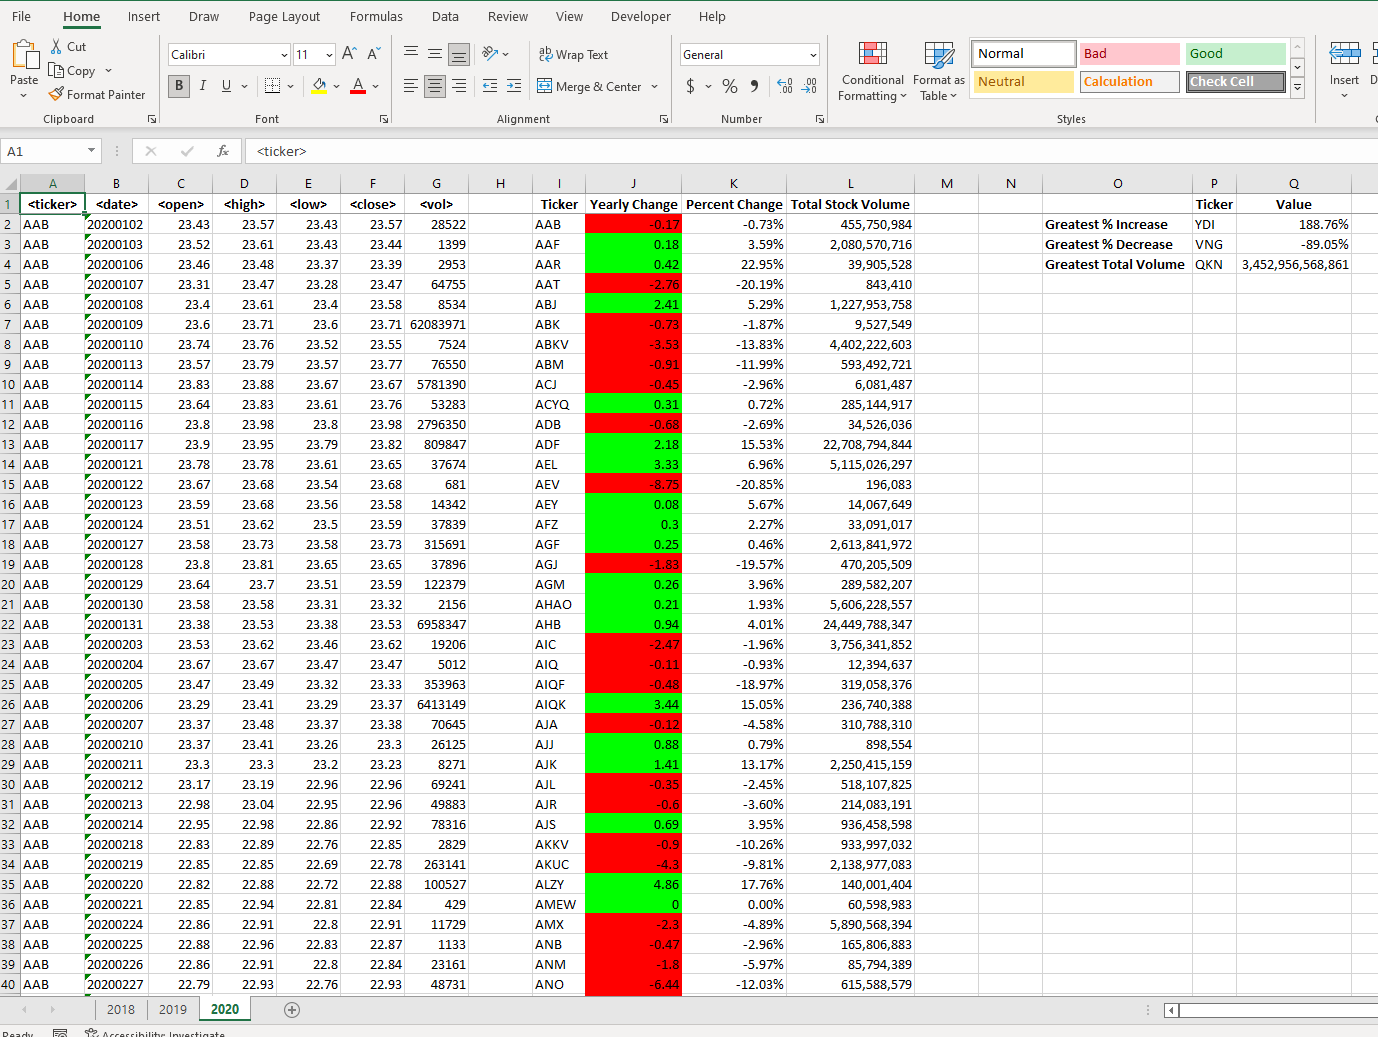 File Home Insert Draw Page Layout Formulas Data Review View Developer Help
Paste Cut Copy Format Painter Clipboard
Calibri 11 A A B I U A Font
ab Wrap Text Merge & Center Alignment
General $ % Number
Conditional Formatting Format as Table
Normal Bad Good
Neutral Calculation Check Cell
Styles
Insert
A1 fx <ticker>
A B C D E F G H I J K L M N O P Q
1 <ticker> <date> <open> <high> <low> <close> <vol> Ticker Yearly Change Percent Change Total Stock Volume Ticker Value
2 AAB 20200102 23.43 23.57 23.43 23.57 28522 AAB -0.17 -0.73% 455,750,984 Greatest % Increase YDI 188.76%
3 AAB 20200103 23.52 23.61 23.43 23.44 1399 AAF 0.18 3.59% 2,080,570,716 Greatest % Decrease VNG -89.05%
4 AAB 20200106 23.46 23.48 23.37 23.39 2953 AAR 0.42 22.95% 39,905,528 Greatest Total Volume QKN 3,452,956,568,861
5 AAB 20200107 23.31 23.47 23.28 23.47 64755 AAT -2.76 -20.19% 843,410
6 AAB 20200108 23.4 23.61 23.4 23.58 8534 ABJ 2.41 5.29% 1,227,953,758
7 AAB 20200109 23.6 23.71 23.6 23.71 62083971 ABK -0.73 -1.87% 9,527,549
8 AAB 20200110 23.74 23.76 23.52 23.55 7524 ABKV -3.53 -13.83% 4,402,222,603
9 AAB 20200113 23.57 23.79 23.57 23.77 76550 ABM -0.91 -11.99% 593,492,721
10 AAB 20200114 23.83 23.88 23.67 23.67 5781390 ACJ -0.45 -2.96% 6,081,487
11 AAB 20200115 23.64 23.83 23.61 23.76 53283 ACYQ 0.31 0.72% 285,144,917
12 AAB 20200116 23.8 23.98 23.8 23.98 2796350 ADB -0.68 -2.69% 34,526,036
13 AAB 20200117 23.9 23.95 23.79 23.82 809847 ADF 2.18 15.53% 22,708,794,844
14 AAB 20200121 23.78 23.78 23.61 23.65 37674 AEL 3.33 6.96% 5,115,026,297
15 AAB 20200122 23.67 23.68 23.54 23.68 681 AEV -8.75 -20.85% 196,083
16 AAB 20200123 23.59 23.62 23.56 23.58 14342 AEY 0.08 5.67% 14,067,649
17 AAB 20200124 23.51 23.62 23.5 23.59 37839 AFZ 0.3 2.27% 33,091,017
18 AAB 20200127 23.58 23.73 23.58 23.73 315691 AGF 0.25 0.46% 2,613,841,972
19 AAB 20200128 23.8 23.81 23.65 23.65 37896 AGJ -1.83 -19.57% 470,205,509
20 AAB 20200129 23.64 23.7 23.51 23.59 122379 AGM 0.26 3.96% 289,582,207
21 AAB 20200130 23.58 23.58 23.31 23.32 2156 AHAO 0.21 1.93% 5,606,228,557
22 AAB 20200131 23.38 23.53 23.38 23.53 6958347 AHB 0.94 4.01% 24,449,788,347
23 AAB 20200203 23.53 23.62 23.46 23.62 19206 AIC -2.47 -1.96% 3,756,341,852
24 AAB 20200204 23.67 23.67 23.47 23.47 5012 AIQ -0.11 -0.93% 12,394,637
25 AAB 20200205 23.47 23.49 23.32 23.33 353963 AIQF -0.48 -18.97% 319,058,376
26 AAB 20200206 23.29 23.41 23.29 23.37 6413149 AIQK 3.44 15.05% 236,740,388
27 AAB 20200207 23.37 23.48 23.37 23.38 70645 AJA -0.12 -4.58% 310,788,310
28 AAB 20200210 23.37 23.41 23.26 23.3 26125 AJJ 0.88 0.79% 898,554
29 AAB 20200211 23.3 23.3 23.2 23.23 8271 AJK 1.41 13.17% 2,250,415,159
30 AAB 20200212 23.17 23.19 22.96 22.96 69241 AJL -0.35 -2.45% 518,107,825
31 AAB 20200213 22.98 23.04 22.95 22.96 49883 AJR -0.6 -3.60% 214,083,191
32 AAB 20200214 22.95 22.98 22.86 22.92 78316 AJS 0.69 3.95% 936,458,598
33 AAB 20200218 22.83 22.89 22.76 22.85 2829 AKKV -0.9 -10.26% 933,997,032
34 AAB 20200219 22.85 22.85 22.69 22.78 263141 AKUC -4.3 -9.81% 2,138,977,083
35 AAB 20200220 22.82 22.88 22.72 22.88 100527 ALZY 4.86 17.76% 140,001,404
36 AAB 20200221 22.85 22.94 22.81 22.84 429 AMEW 0 0.00% 60,598,983
37 AAB 20200224 22.86 22.91 22.8 22.91 11729 AMX -2.3 -4.89% 5,890,568,394
38 AAB 20200225 22.88 22.96 22.83 22.87 1133 ANB -0.47 -2.96% 165,806,883
39 AAB 20200226 22.86 22.91 22.8 22.84 23161 ANM -1.8 -5.97% 85,794,389
40 AAB 20200227 22.79 22.93 22.76 22.93 48731 ANO -6.44 -12.03% 615,588,579
2018 2019 2020
Ready Accessibility: Investigate